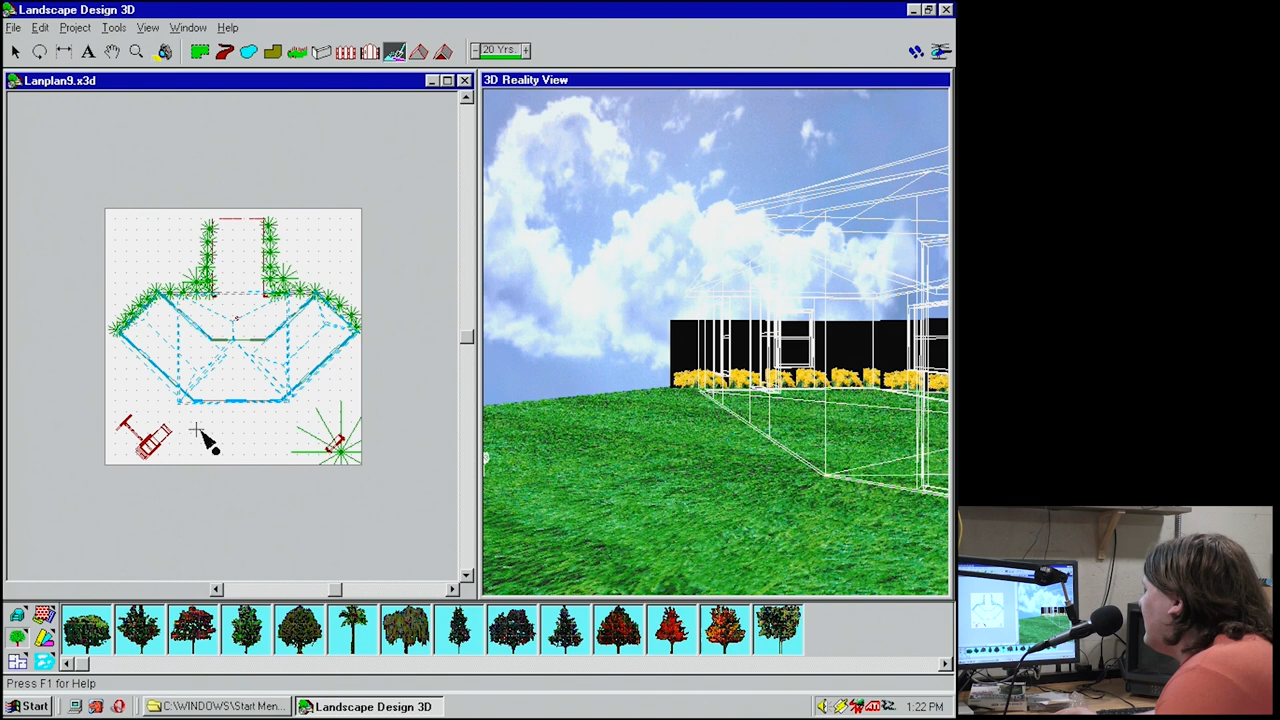 Landscape Design 3D
File Edit Project Tools View Window Help
20 Yrs.
Lanplan9.x3d
3D Reality View
Press F1 for Help
Start
C:\WINDOWS\Start Men...
Landscape Design 3D
1:22 PM